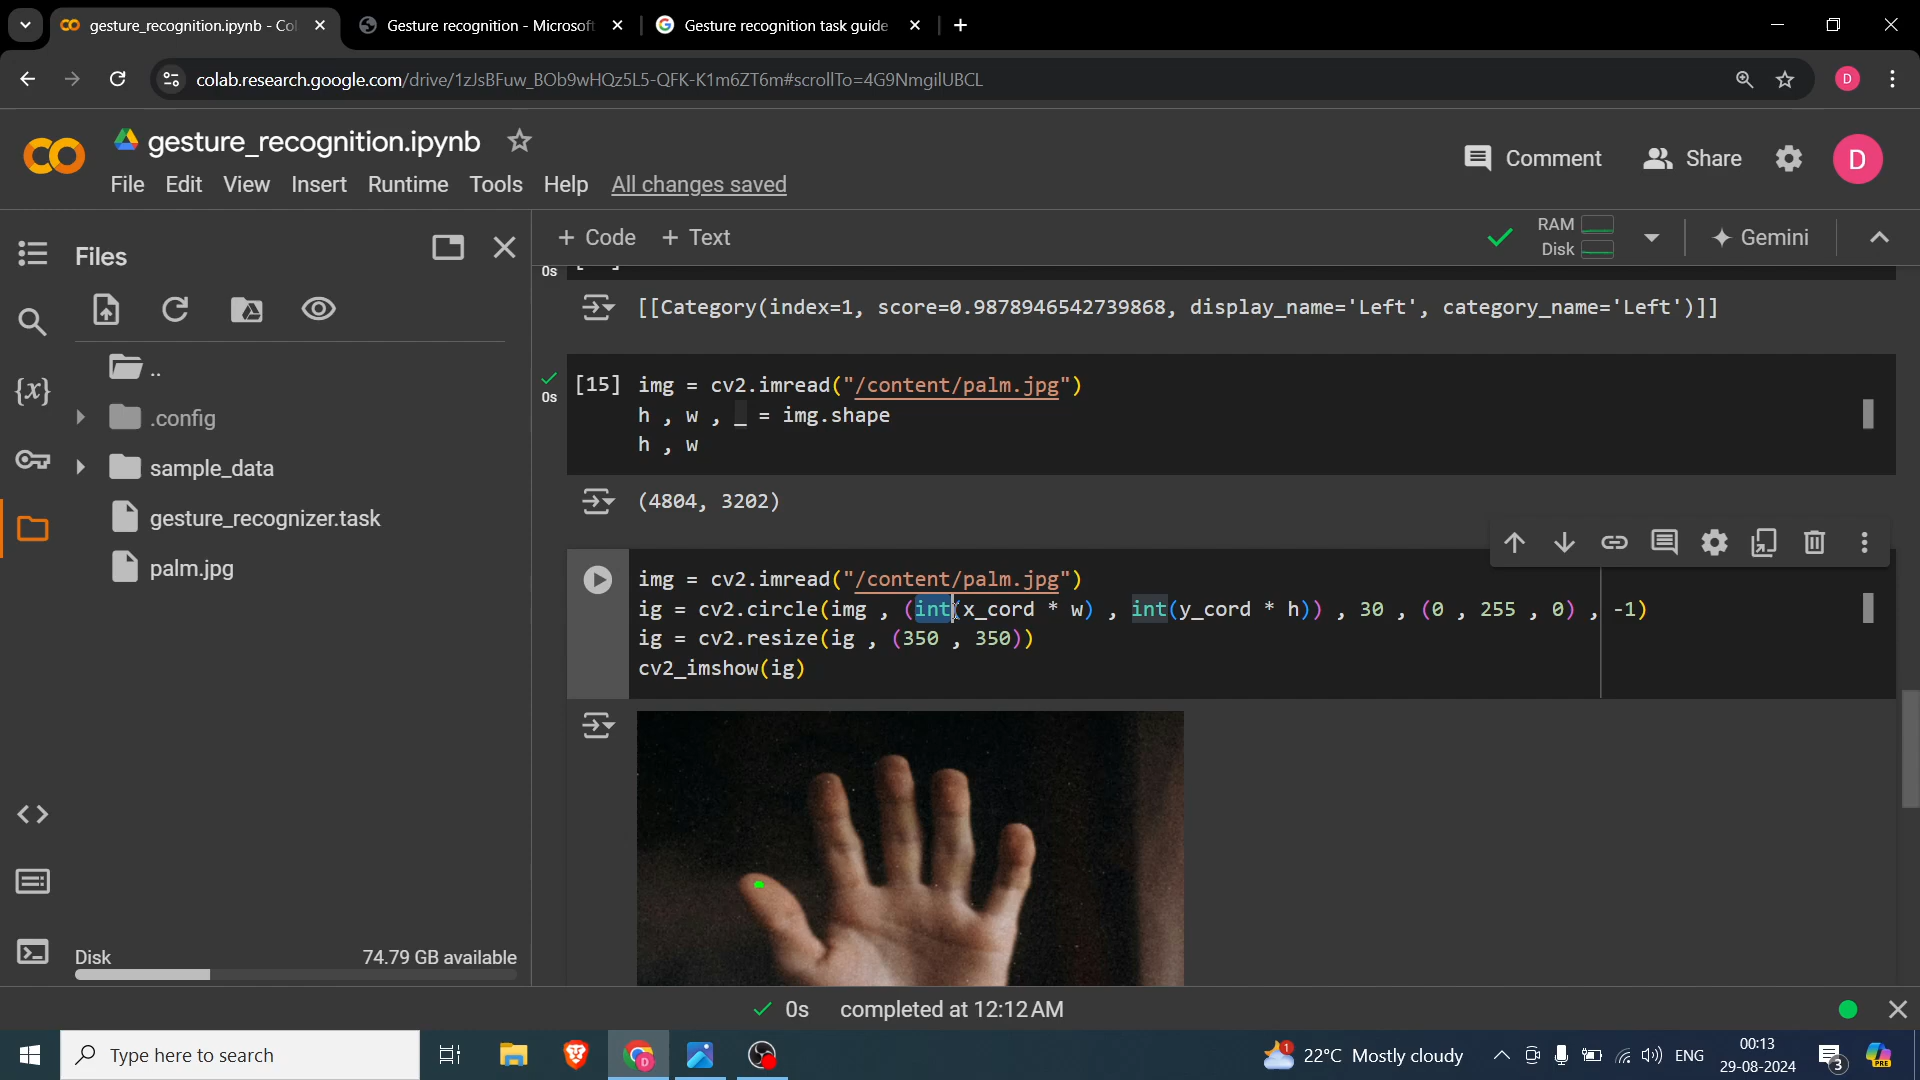 gesture_recognition.ipynb - Col
Gesture recognition - Microsoft
Gesture recognition task guide
colab.research.google.com/drive/1zJsBFuw_BOb9wHQz5L5-QFK-K1m6ZT6m#scrollTo=4G9NmgilUBCL
D
gesture_recognition.ipynb
File Edit View Insert Runtime Tools Help All changes saved
Comment
Share
D
Files
+ Code + Text
RAM
Disk
Gemini
..
.config
sample_data
gesture_recognizer.task
palm.jpg
0s
[[Category(index=1, score=0.9878946542739868, display_name='Left', category_name='Left')]]
[15] img = cv2.imread("/content/palm.jpg")
0s
h , w , _ = img.shape
h , w
(4804, 3202)
img = cv2.imread("/content/palm.jpg")
ig = cv2.circle(img , (int(x_cord * w) , int(y_cord * h)) , 30 , (0 , 255 , 0) , -1)
ig = cv2.resize(ig , (350 , 350))
cv2_imshow(ig)
Disk 74.79 GB available
0s completed at 12:12 AM
Type here to search
D
1
22°C Mostly cloudy
ENG
00:13
29-08-2024
3
PRE